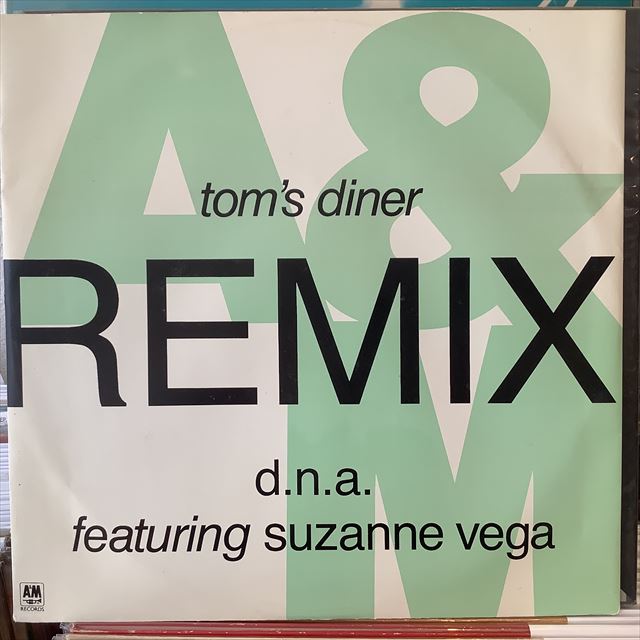 A&M
tom's diner
REMIX
d.n.a.
featuring suzanne vega
A&M
RECORDS